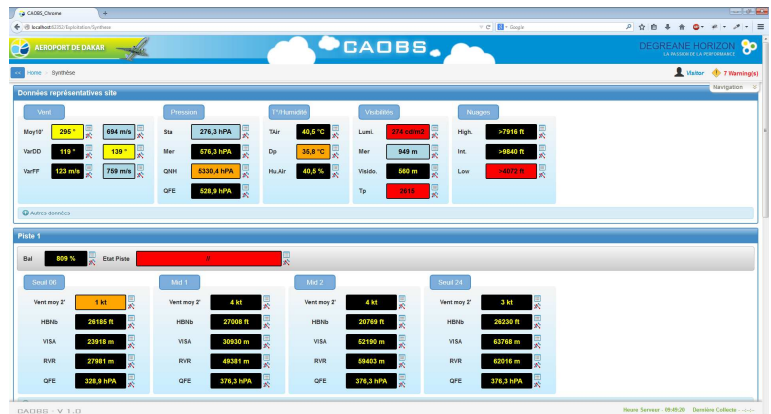 CAOBS_Chrome
localhost:82352/Exploitation/Synthese
Google
AEROPORT DE DAKAR
CAOBS
DEGREANE HORIZON
LA PASSION DE LA PERFORMANCE
<< Home - Synthèse
Visitor 7 Warning(s)
Navigation
Données représentatives site
Vent Pression T°/Humidité Visibilités Nuages
Moy10' 295 ° 694 m/s Sta 276,3 hPA TAir 40,5 °C Lumi. 274 cd/m2 High. >7916 ft
VarDD 119 ° 139 ° Mer 576,3 hPA Dp 35,8 °C Mer 949 m Int. >9840 ft
VarFF 123 m/s 759 m/s QNH 5330,4 hPA Hu.Air 40,5 % Visido. 560 m Low >4072 ft
QFE 528,9 hPA Tp 2619
Autres données
Piste 1
Bal 809 % Etat Piste //
Seuil 06 Mid 1 Mid 2 Seuil 24
Vent moy 2' 1 kt Vent moy 2' 4 kt Vent moy 2' 4 kt Vent moy 2' 3 kt
HBNb 26185 ft HBNb 27008 ft HBNb 20769 ft HBNb 26230 ft
VISA 23918 m VISA 30930 m VISA 52190 m VISA 63768 m
RVR 27981 m RVR 49381 m RVR 59403 m RVR 62016 m
QFE 328,9 hPA QFE 376,3 hPA QFE 376,3 hPA QFE 376,3 hPA
CAOBS - V 1.0
Heure Serveur - 09:49:20 Dernière Collecte - --:--:--